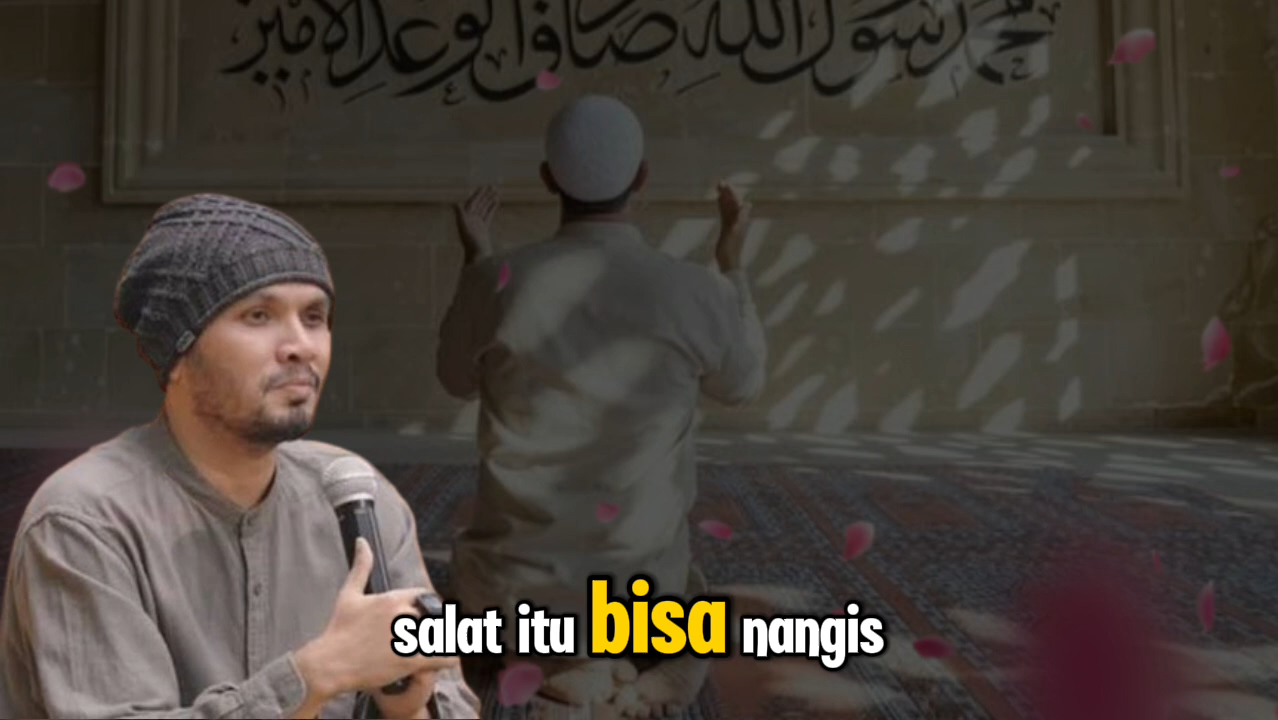 محمد رسول الله صادق الوعد الأمين
salat itu bisa nangis